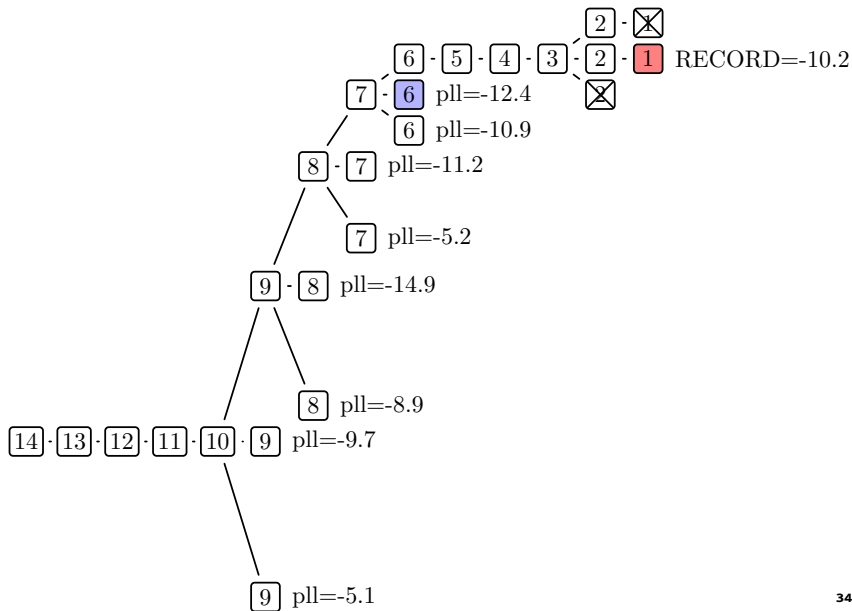 2 1
6 5 4 3 2 1 RECORD=-10.2
7 6 pll=-12.4 2
6 pll=-10.9
8 7 pll=-11.2
7 pll=-5.2
9 8 pll=-14.9
8 pll=-8.9
14 13 12 11 10 9 pll=-9.7
9 pll=-5.1
34